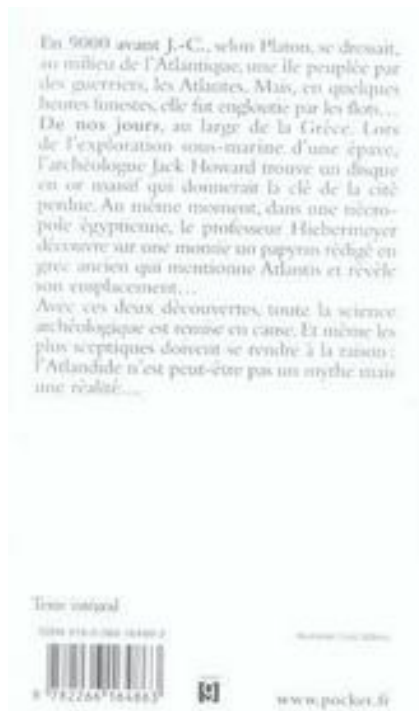 En 9000 avant J.-C., selon Platon, se dressait,
au milieu de l'Atlantique, une île peuplée par
des guerriers, les Atlantes. Mais, en quelques
heures funestes, elle fut engloutie par les flots...
De nos jours, au large de la Grèce. Lors
de l'exploration sous-marine d'une épave,
l'archéologue Jack Howard trouve un disque
en or massif qui donnerait la clé de la cité
perdue. Au même moment, dans une nécro-
pole égyptienne, le professeur Hiebermeyer
découvre sur une momie un papyrus rédigé en
grec ancien qui mentionne Atlantis et révèle
son emplacement...
Avec ces deux découvertes, toute la science
archéologique est remise en cause. Et même les
plus sceptiques doivent se rendre à la raison :
l'Atlandide n'est peut-être pas un mythe mais
une réalité...
Texte intégral
ISBN
9 782266 164863
www.pocket.fr